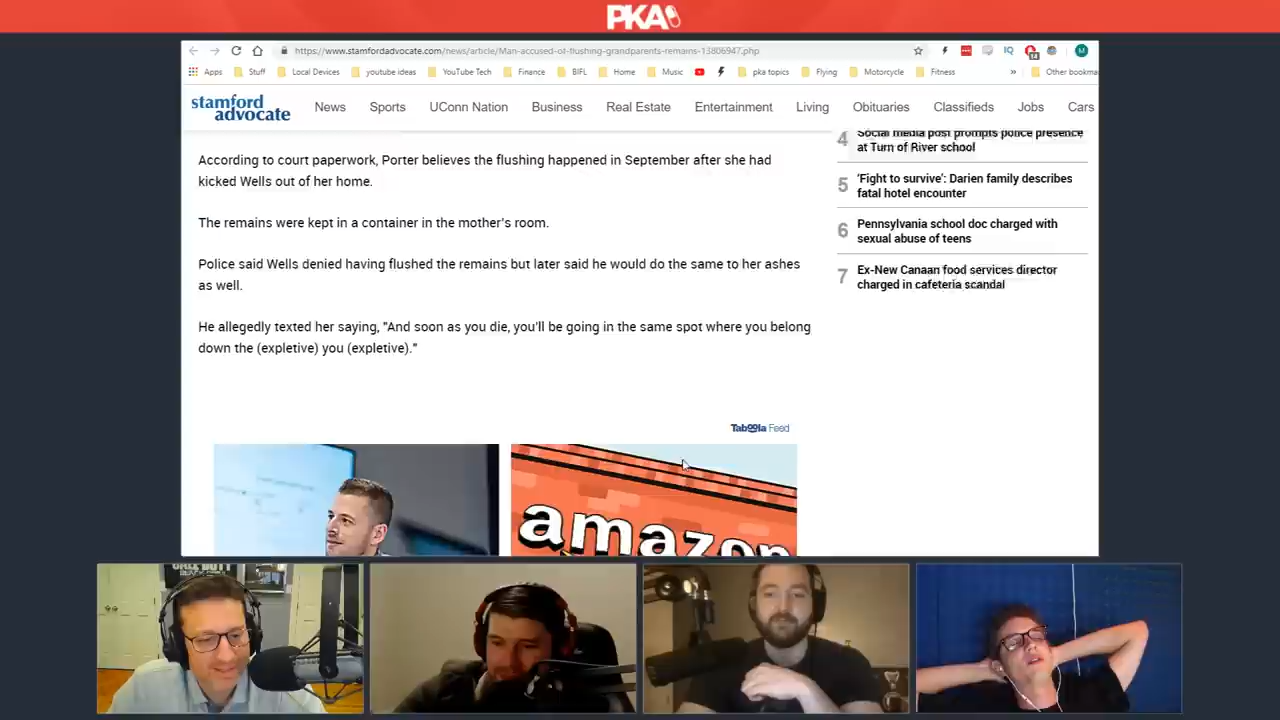 PKA
https://www.stamfordadvocate.com/news/article/Man-accused-of-flushing-grandparents-remains-13806947.php
Apps Stuff Local Devices youtube ideas YouTube Tech Finance BIFL Home Music pka topics Flying Motorcycle Fitness » Other bookma
stamford
advocate
News Sports UConn Nation Business Real Estate Entertainment Living Obituaries Classifieds Jobs Cars
According to court paperwork, Porter believes the flushing happened in September after she had
kicked Wells out of her home.
The remains were kept in a container in the mother's room.
Police said Wells denied having flushed the remains but later said he would do the same to her ashes
as well.
He allegedly texted her saying, "And soon as you die, you'll be going in the same spot where you belong
down the (expletive) you (expletive)."
4 Social media post prompts police presence
at Turn of River school
5 'Fight to survive': Darien family describes
fatal hotel encounter
6 Pennsylvania school doc charged with
sexual abuse of teens
7 Ex-New Canaan food services director
charged in cafeteria scandal
Taboola Feed
amazon
CALL OF DUTY